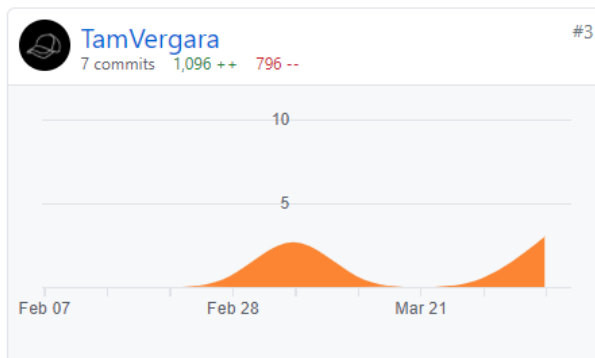 TamVergara #3
7 commits 1,096 ++ 796 --
10
5
Feb 07 Feb 28 Mar 21